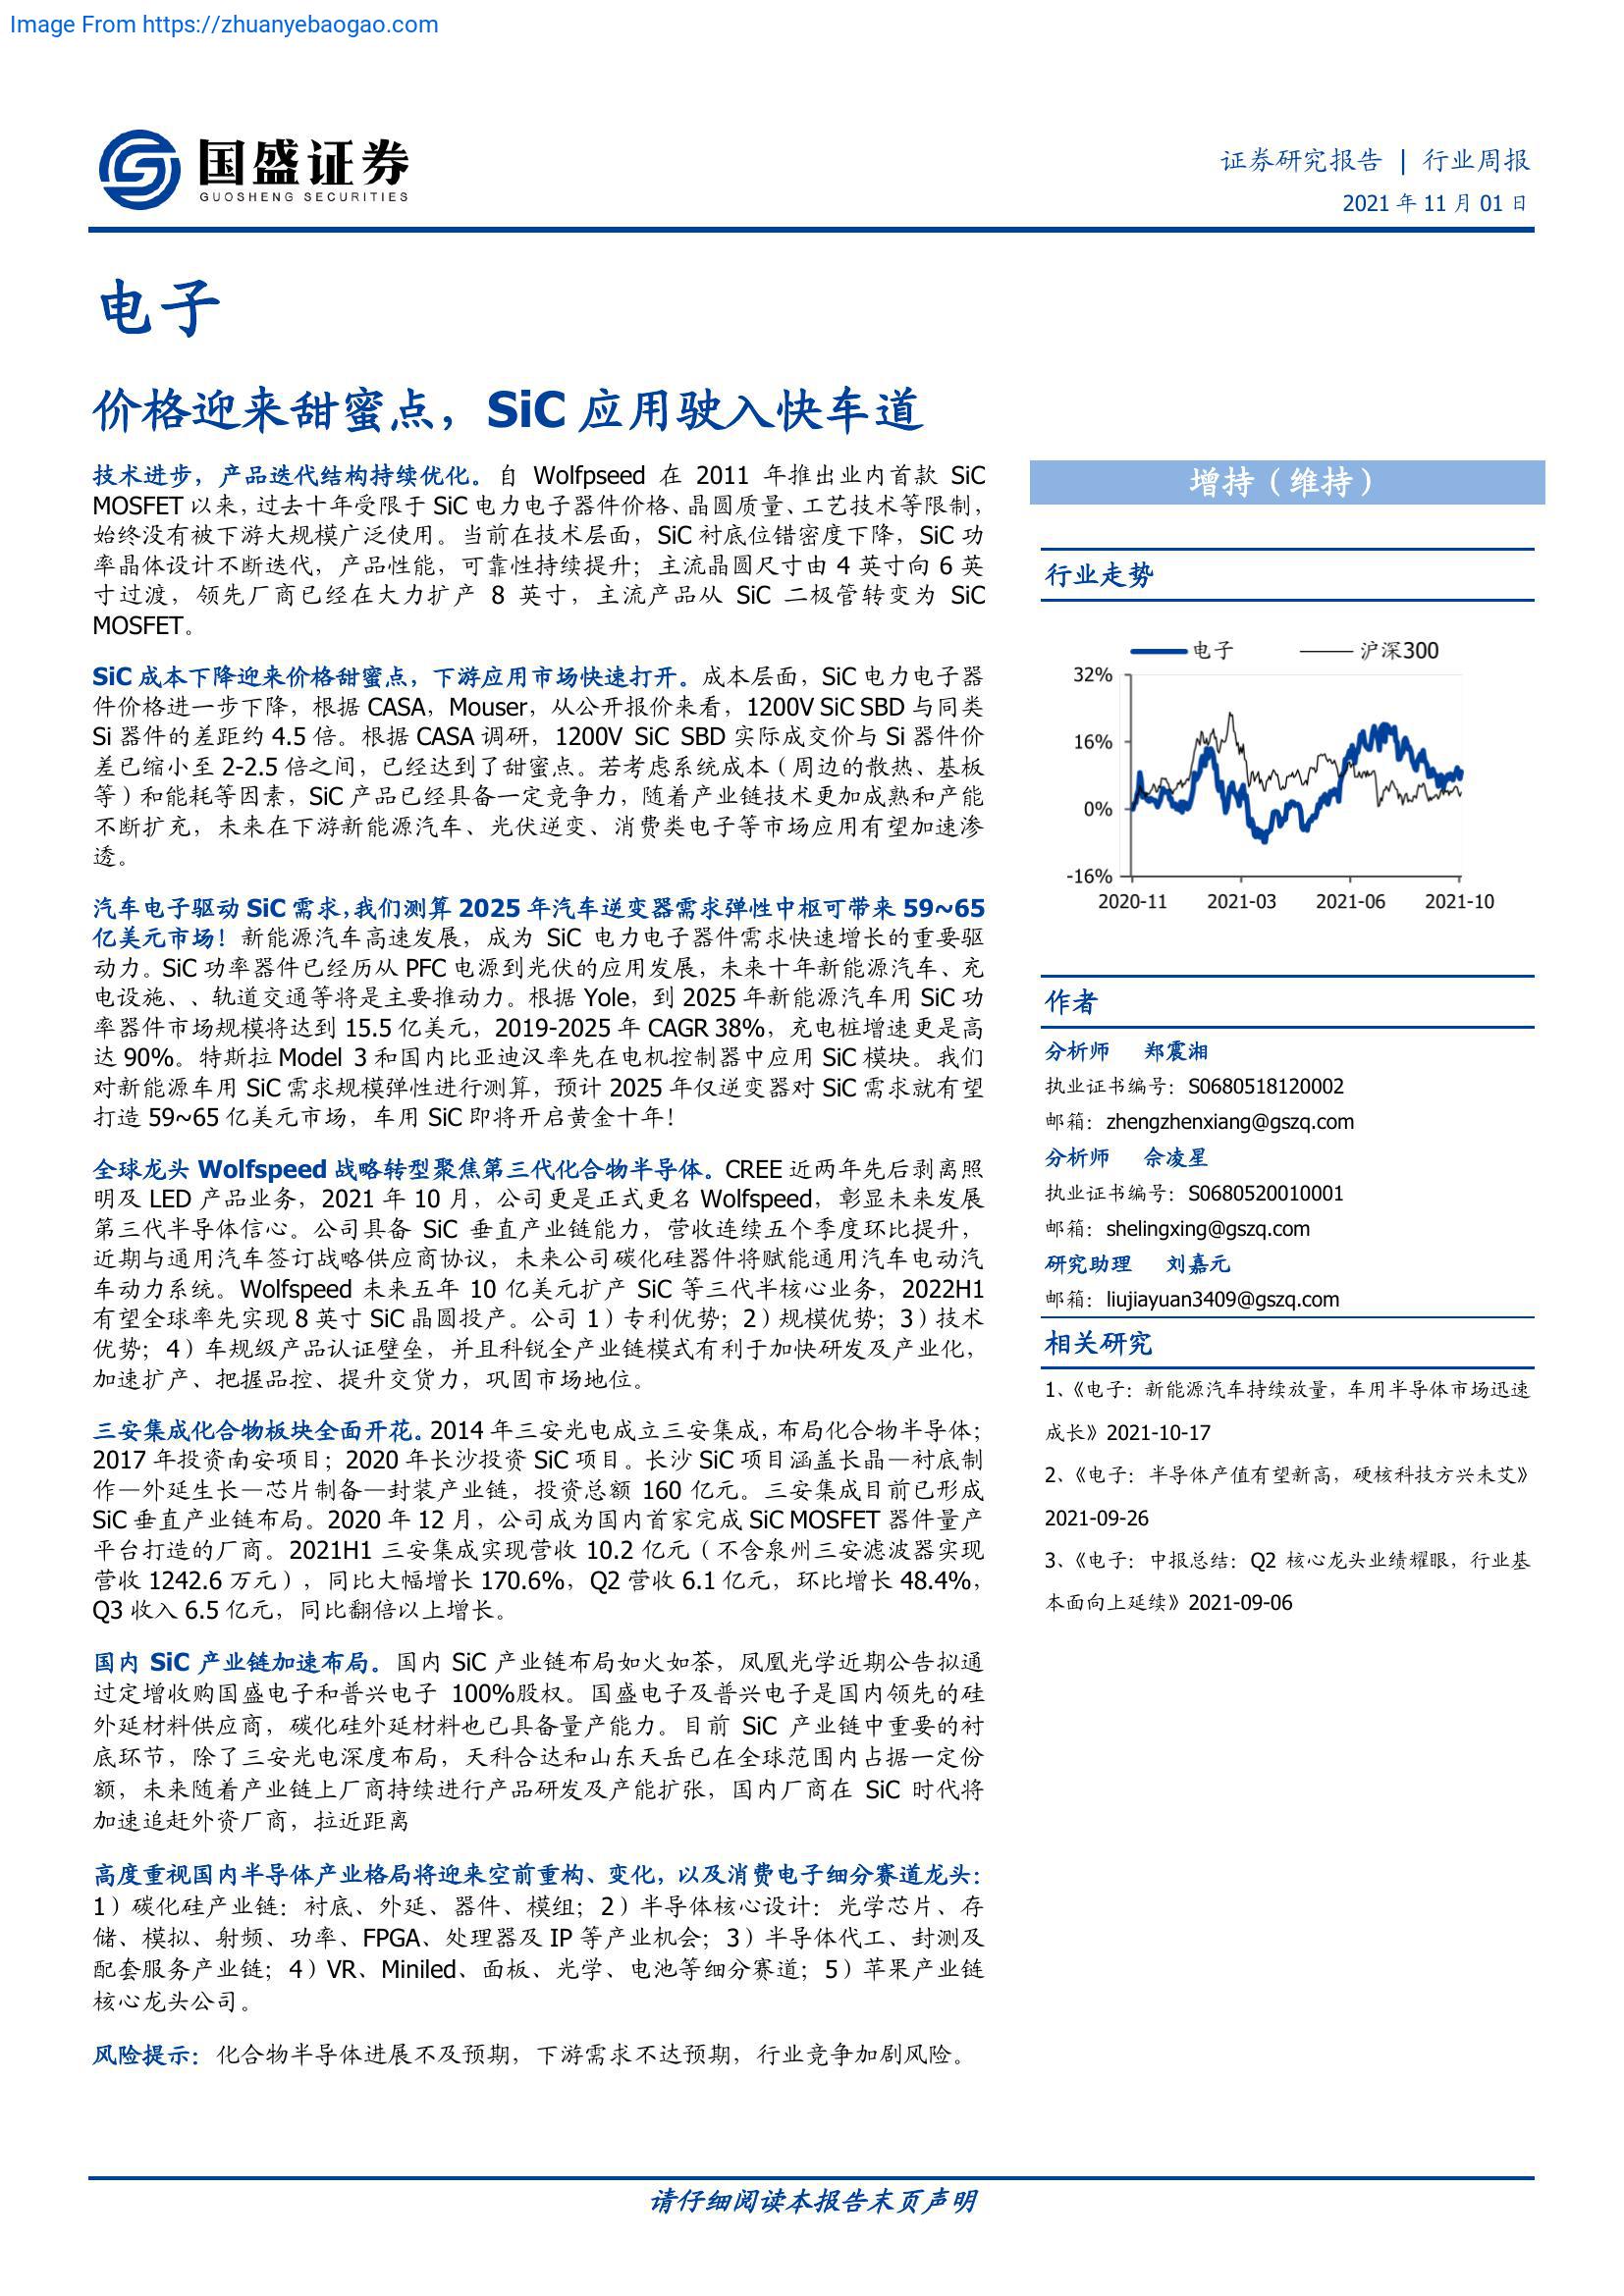 Image From https://zhuanyebaogao.com
国盛证券
GUOSHENG SECURITIES
证券研究报告 | 行业周报
2021 年 11 月 01 日
电子
价格迎来甜蜜点，SiC 应用驶入快车道
技术进步，产品迭代结构持续优化。自 Wolfpseed 在 2011 年推出业内首款 SiC
MOSFET 以来，过去十年受限于 SiC 电力电子器件价格、晶圆质量、工艺技术等限制，
始终没有被下游大规模广泛使用。当前在技术层面，SiC 衬底位错密度下降，SiC 功
率晶体设计不断迭代，产品性能，可靠性持续提升；主流晶圆尺寸由 4 英寸向 6 英
寸过渡，领先厂商已经在大力扩产 8 英寸，主流产品从 SiC 二极管转变为 SiC
MOSFET。
SiC 成本下降迎来价格甜蜜点，下游应用市场快速打开。成本层面，SiC 电力电子器
件价格进一步下降，根据 CASA，Mouser，从公开报价来看，1200V SiC SBD 与同类
Si 器件的差距约 4.5 倍。根据 CASA 调研，1200V SiC SBD 实际成交价与 Si 器件价
差已缩小至 2-2.5 倍之间，已经达到了甜蜜点。若考虑系统成本（周边的散热、基板
等）和能耗等因素，SiC 产品已经具备一定竞争力，随着产业链技术更加成熟和产能
不断扩充，未来在下游新能源汽车、光伏逆变、消费类电子等市场应用有望加速渗
透。
汽车电子驱动 SiC 需求，我们测算 2025 年汽车逆变器需求弹性中枢可带来 59~65
亿美元市场！新能源汽车高速发展，成为 SiC 电力电子器件需求快速增长的重要驱
动力。SiC 功率器件已经历从 PFC 电源到光伏的应用发展，未来十年新能源汽车、充
电设施、、轨道交通等将是主要推动力。根据 Yole，到 2025 年新能源汽车用 SiC 功
率器件市场规模将达到 15.5 亿美元，2019-2025 年 CAGR 38%，充电桩增速更是高
达 90%。特斯拉 Model 3 和国内比亚迪汉率先在电机控制器中应用 SiC 模块。我们
对新能源车用 SiC 需求规模弹性进行测算，预计 2025 年仅逆变器对 SiC 需求就有望
打造 59~65 亿美元市场，车用 SiC 即将开启黄金十年！
全球龙头 Wolfspeed 战略转型聚焦第三代化合物半导体。CREE 近两年先后剥离照
明及 LED 产品业务，2021 年 10 月，公司更是正式更名 Wolfspeed，彰显未来发展
第三代半导体信心。公司具备 SiC 垂直产业链能力，营收连续五个季度环比提升，
近期与通用汽车签订战略供应商协议，未来公司碳化硅器件将赋能通用汽车电动汽
车动力系统。Wolfspeed 未来五年 10 亿美元扩产 SiC 等三代半核心业务，2022H1
有望全球率先实现 8 英寸 SiC 晶圆投产。公司 1）专利优势；2）规模优势；3）技术
优势；4）车规级产品认证壁垒，并且科锐全产业链模式有利于加快研发及产业化，
加速扩产、把握品控、提升交货力，巩固市场地位。
三安集成化合物板块全面开花。2014 年三安光电成立三安集成，布局化合物半导体；
2017 年投资南安项目；2020 年长沙投资 SiC 项目。长沙 SiC 项目涵盖长晶—衬底制
作—外延生长—芯片制备—封装产业链，投资总额 160 亿元。三安集成目前已形成
SiC 垂直产业链布局。2020 年 12 月，公司成为国内首家完成 SiC MOSFET 器件量产
平台打造的厂商。2021H1 三安集成实现营收 10.2 亿元（不含泉州三安滤波器实现
营收 1242.6 万元），同比大幅增长 170.6%，Q2 营收 6.1 亿元，环比增长 48.4%，
Q3 收入 6.5 亿元，同比翻倍以上增长。
国内 SiC 产业链加速布局。国内 SiC 产业链布局如火如荼，凤凰光学近期公告拟通
过定增收购国盛电子和普兴电子 100%股权。国盛电子及普兴电子是国内领先的硅
外延材料供应商，碳化硅外延材料也已具备量产能力。目前 SiC 产业链中重要的衬
底环节，除了三安光电深度布局，天科合达和山东天岳已在全球范围内占据一定份
额，未来随着产业链上厂商持续进行产品研发及产能扩张，国内厂商在 SiC 时代将
加速追赶外资厂商，拉近距离
高度重视国内半导体产业格局将迎来空前重构、变化，以及消费电子细分赛道龙头：
1）碳化硅产业链：衬底、外延、器件、模组；2）半导体核心设计：光学芯片、存
储、模拟、射频、功率、FPGA、处理器及 IP 等产业机会；3）半导体代工、封测及
配套服务产业链；4）VR、Miniled、面板、光学、电池等细分赛道；5）苹果产业链
核心龙头公司。
风险提示：化合物半导体进展不及预期，下游需求不达预期，行业竞争加剧风险。
增持（维持）
行业走势
电子 沪深300
32%
16%
0%
-16%
2020-11 2021-03 2021-06 2021-10
作者
分析师 郑震湘
执业证书编号：S0680518120002
邮箱：zhengzhenxiang@gszq.com
分析师 佘凌星
执业证书编号：S0680520010001
邮箱：shelingxing@gszq.com
研究助理 刘嘉元
邮箱：liujiayuan3409@gszq.com
相关研究
1、《电子：新能源汽车持续放量，车用半导体市场迅速
成长》2021-10-17
2、《电子：半导体产值有望新高，硬核科技方兴未艾》
2021-09-26
3、《电子：中报总结：Q2 核心龙头业绩耀眼，行业基
本面向上延续》2021-09-06
请仔细阅读本报告末页声明